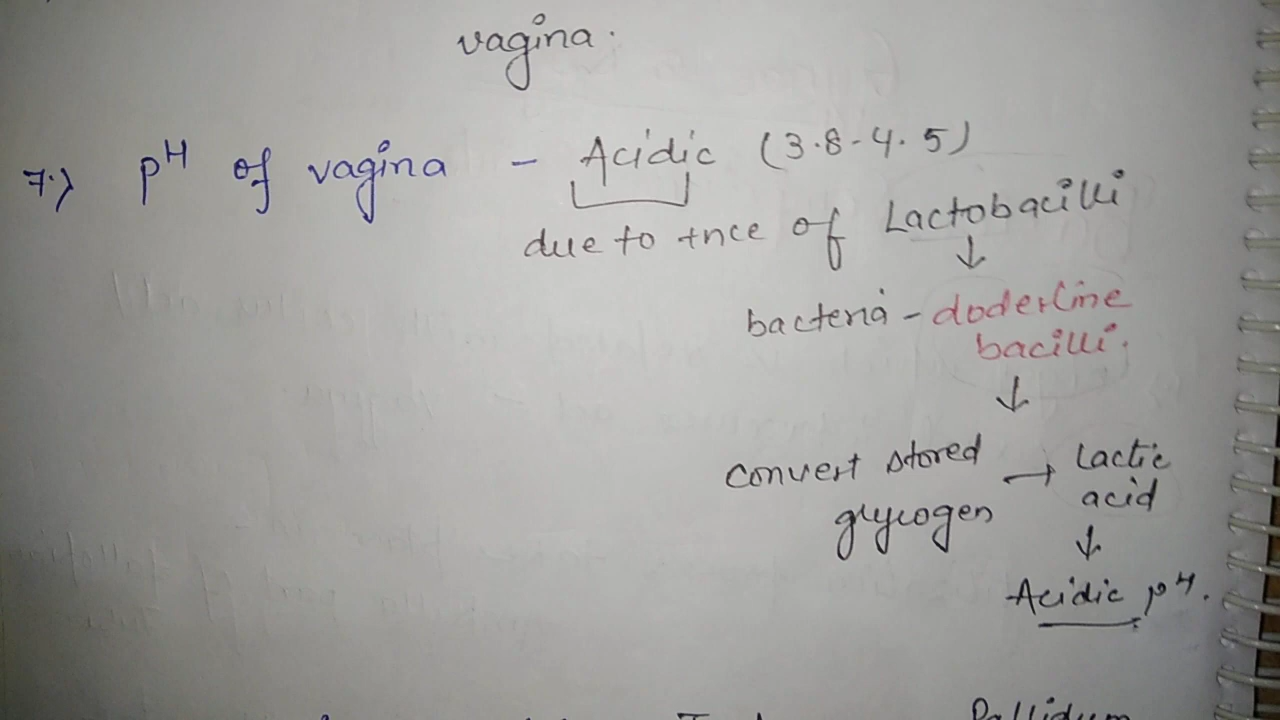 vagina.
7.) pH of vagina - Acidic (3.8-4.5)
due to +nce of Lactobacilli
↓
bacteria - doderline
bacilli.
↓
convert stored → Lactic
glycogen acid
↓
Acidic pH.
Pallidum